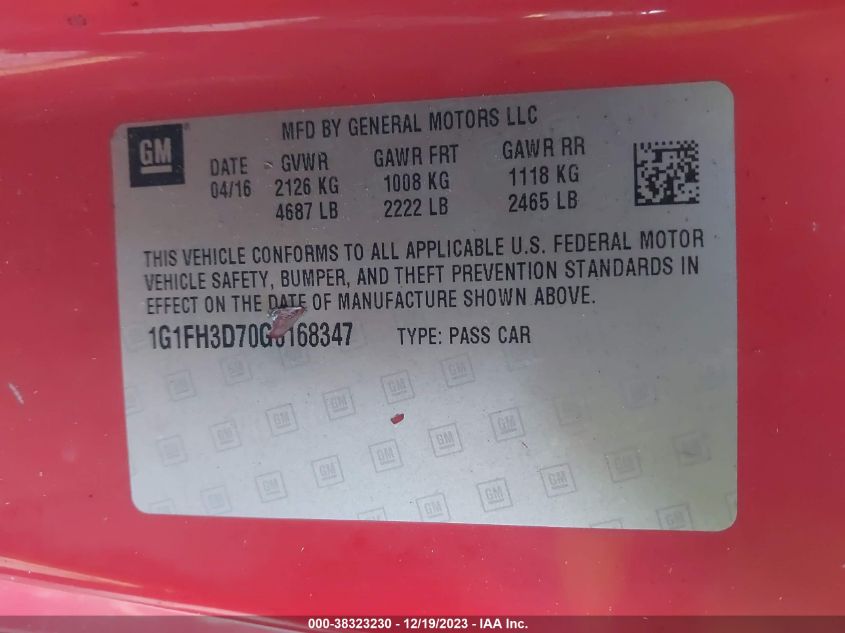 GM
MFD BY GENERAL MOTORS LLC
DATE GVWR GAWR FRT GAWR RR
04/16 2126 KG 1008 KG 1118 KG
4687 LB 2222 LB 2465 LB
THIS VEHICLE CONFORMS TO ALL APPLICABLE U.S. FEDERAL MOTOR
VEHICLE SAFETY, BUMPER, AND THEFT PREVENTION STANDARDS IN
EFFECT ON THE DATE OF MANUFACTURE SHOWN ABOVE.
1G1FH3D70G0168347 TYPE: PASS CAR
000-38323230 - 12/19/2023 - IAA Inc.